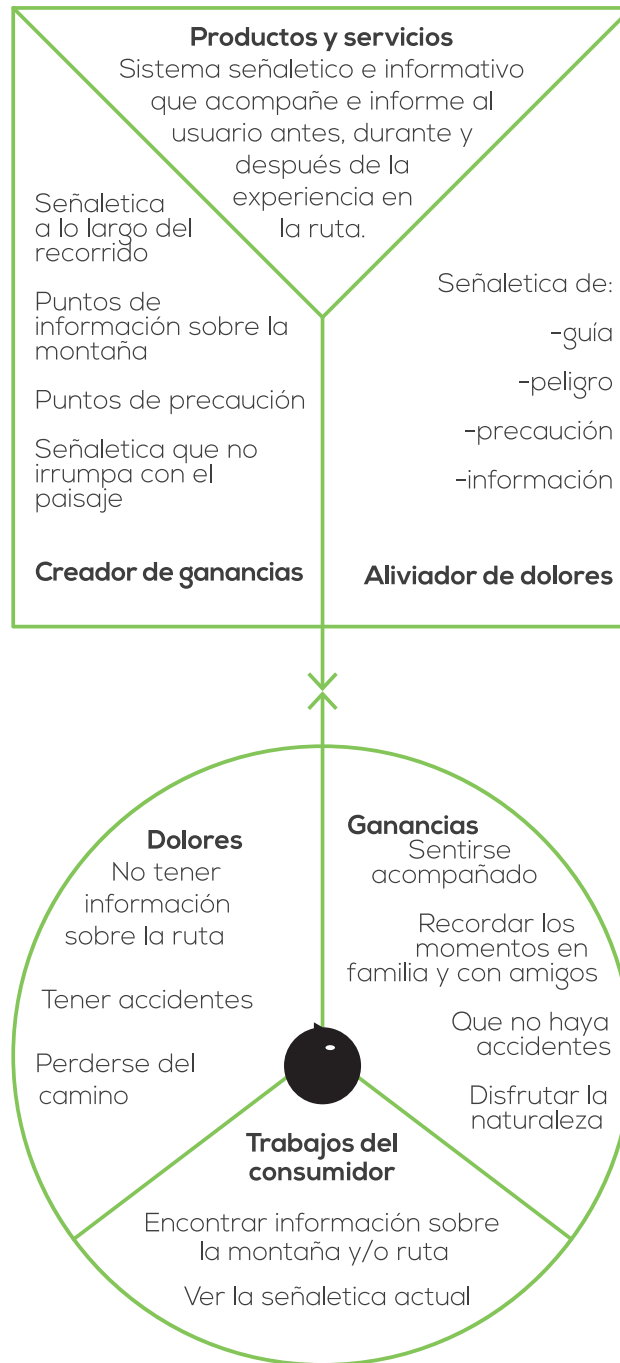 Productos y servicios
Sistema señaletico e informativo
que acompañe e informe al
usuario antes, durante y
después de la
experiencia en
la ruta.
Señaletica
a lo largo del
recorrido
Puntos de
información sobre la
montaña
Puntos de precaución
Señaletica que no
irrumpa con el
paisaje
Creador de ganancias
Señaletica de:
-guía
-peligro
-precaución
-información
Aliviador de dolores
Dolores
No tener
información
sobre la ruta
Tener accidentes
Perderse del
camino
Ganancias
Sentirse
acompañado
Recordar los
momentos en
familia y con amigos
Que no haya
accidentes
Disfrutar la
naturaleza
Trabajos del
consumidor
Encontrar información sobre
la montaña y/o ruta
Ver la señaletica actual